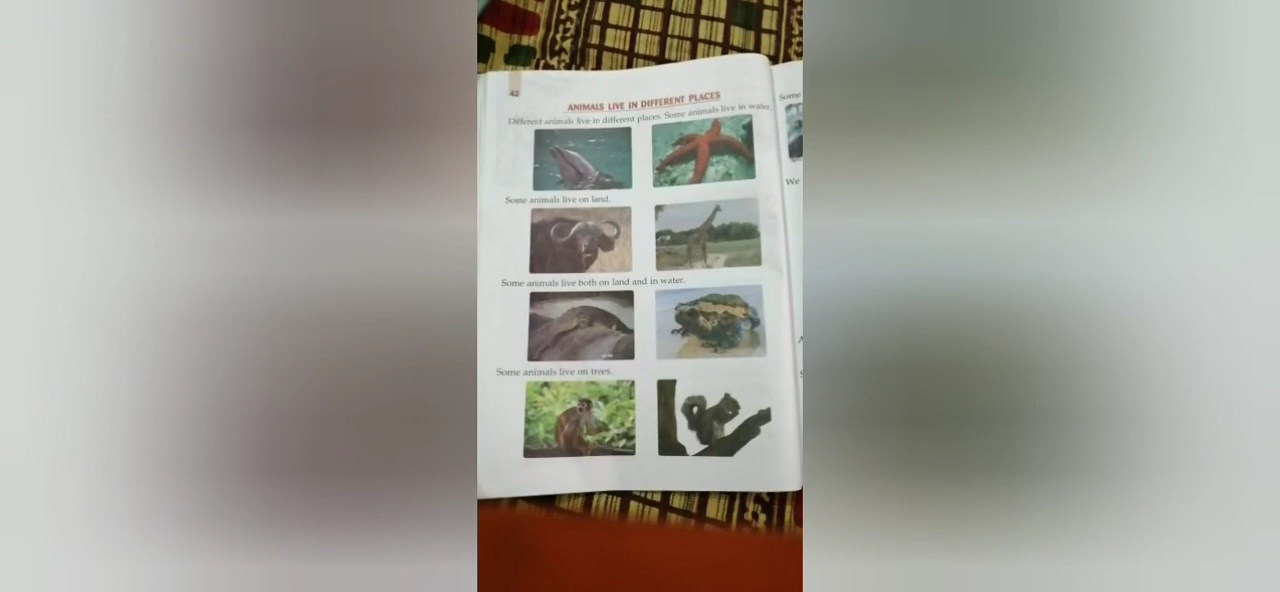 42
ANIMALS LIVE IN DIFFERENT PLACES
Different animals live in different places. Some animals live in water.
Some animals live on land.
Some animals live both on land and in water.
Some animals live on trees.
Some
We